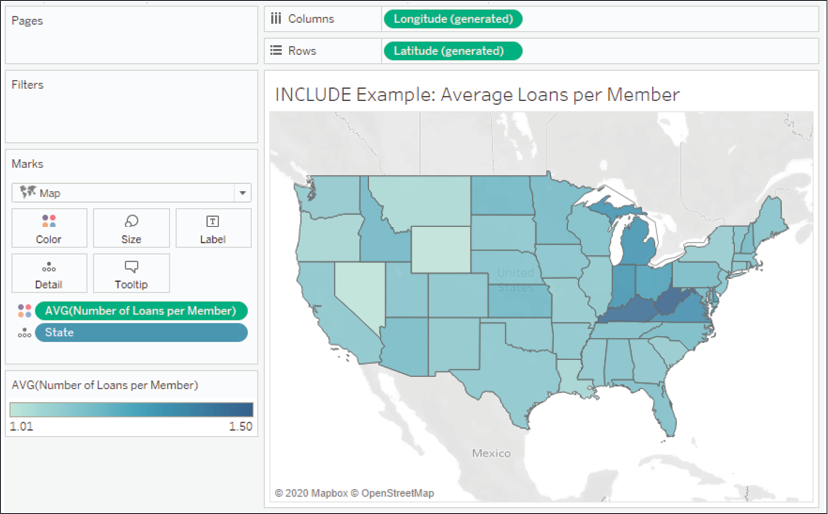 Pages
Columns
Longitude (generated)
Rows
Latitude (generated)
Filters
Marks
Map
Color
Size
Label
Detail
Tooltip
AVG(Number of Loans per Member)
State
AVG(Number of Loans per Member)
1.01
1.50
INCLUDE Example: Average Loans per Member
United
States
Mexico
© 2020 Mapbox © OpenStreetMap